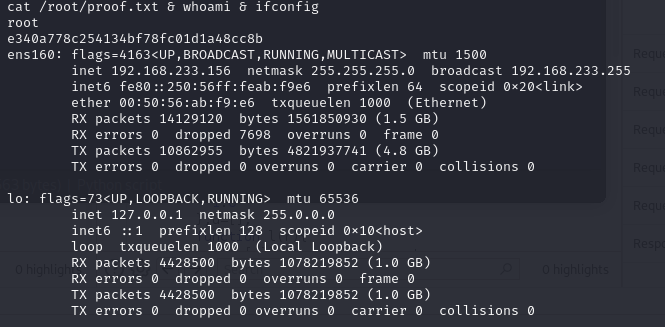 cat /root/proof.txt & whoami & ifconfig
root
e340a778c254134bf78fc01d1a48cc8b
ens160: flags=4163<UP,BROADCAST,RUNNING,MULTICAST>  mtu 1500
        inet 192.168.233.156  netmask 255.255.255.0  broadcast 192.168.233.255
        inet6 fe80::250:56ff:feab:f9e6  prefixlen 64  scopeid 0×20<link>
        ether 00:50:56:ab:f9:e6  txqueuelen 1000  (Ethernet)
        RX packets 14129120  bytes 1561850930 (1.5 GB)
        RX errors 0  dropped 7698  overruns 0  frame 0
        TX packets 10862955  bytes 4821937741 (4.8 GB)
        TX errors 0  dropped 0 overruns 0  carrier 0  collisions 0
lo: flags=73<UP,LOOPBACK,RUNNING>  mtu 65536
        inet 127.0.0.1  netmask 255.0.0.0
        inet6 ::1  prefixlen 128  scopeid 0×10<host>
        loop  txqueuelen 1000  (Local Loopback)
        RX packets 4428500  bytes 1078219852 (1.0 GB)
        RX errors 0  dropped 0  overruns 0  frame 0
        TX packets 4428500  bytes 1078219852 (1.0 GB)
        TX errors 0  dropped 0 overruns 0  carrier 0  collisions 0
0 highlights